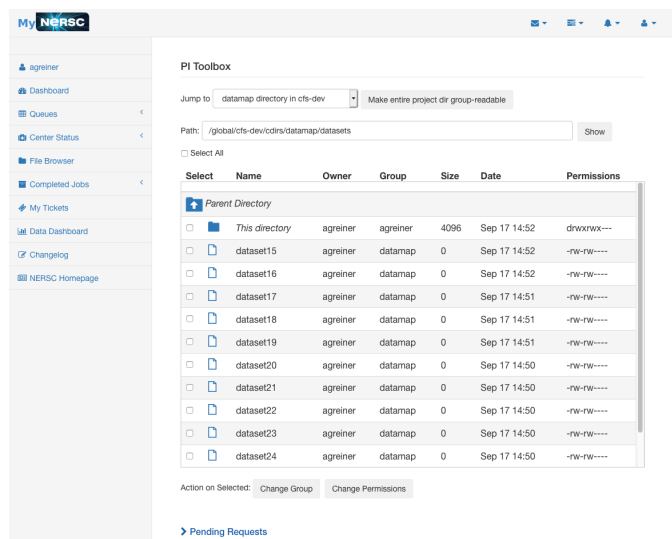 My NERSC
agreiner
Dashboard
Queues
Center Status
File Browser
Completed Jobs
My Tickets
Data Dashboard
Changelog
NERSC Homepage
PI Toolbox
Jump to datamap directory in cfs-dev Make entire project dir group-readable
Path: /global/cfs-dev/cdirs/datamap/datasets Show
Select All
Select Name Owner Group Size Date Permissions
Parent Directory
This directory agreiner agreiner 4096 Sep 17 14:52 drwxrwx---
dataset15 agreiner datamap 0 Sep 17 14:52 -rw-rw----
dataset16 agreiner datamap 0 Sep 17 14:52 -rw-rw----
dataset17 agreiner datamap 0 Sep 17 14:51 -rw-rw----
dataset18 agreiner datamap 0 Sep 17 14:51 -rw-rw----
dataset19 agreiner datamap 0 Sep 17 14:51 -rw-rw----
dataset20 agreiner datamap 0 Sep 17 14:50 -rw-rw----
dataset21 agreiner datamap 0 Sep 17 14:50 -rw-rw----
dataset22 agreiner datamap 0 Sep 17 14:50 -rw-rw----
dataset23 agreiner datamap 0 Sep 17 14:50 -rw-rw----
dataset24 agreiner datamap 0 Sep 17 14:50 -rw-rw----
Action on Selected: Change Group Change Permissions
Pending Requests